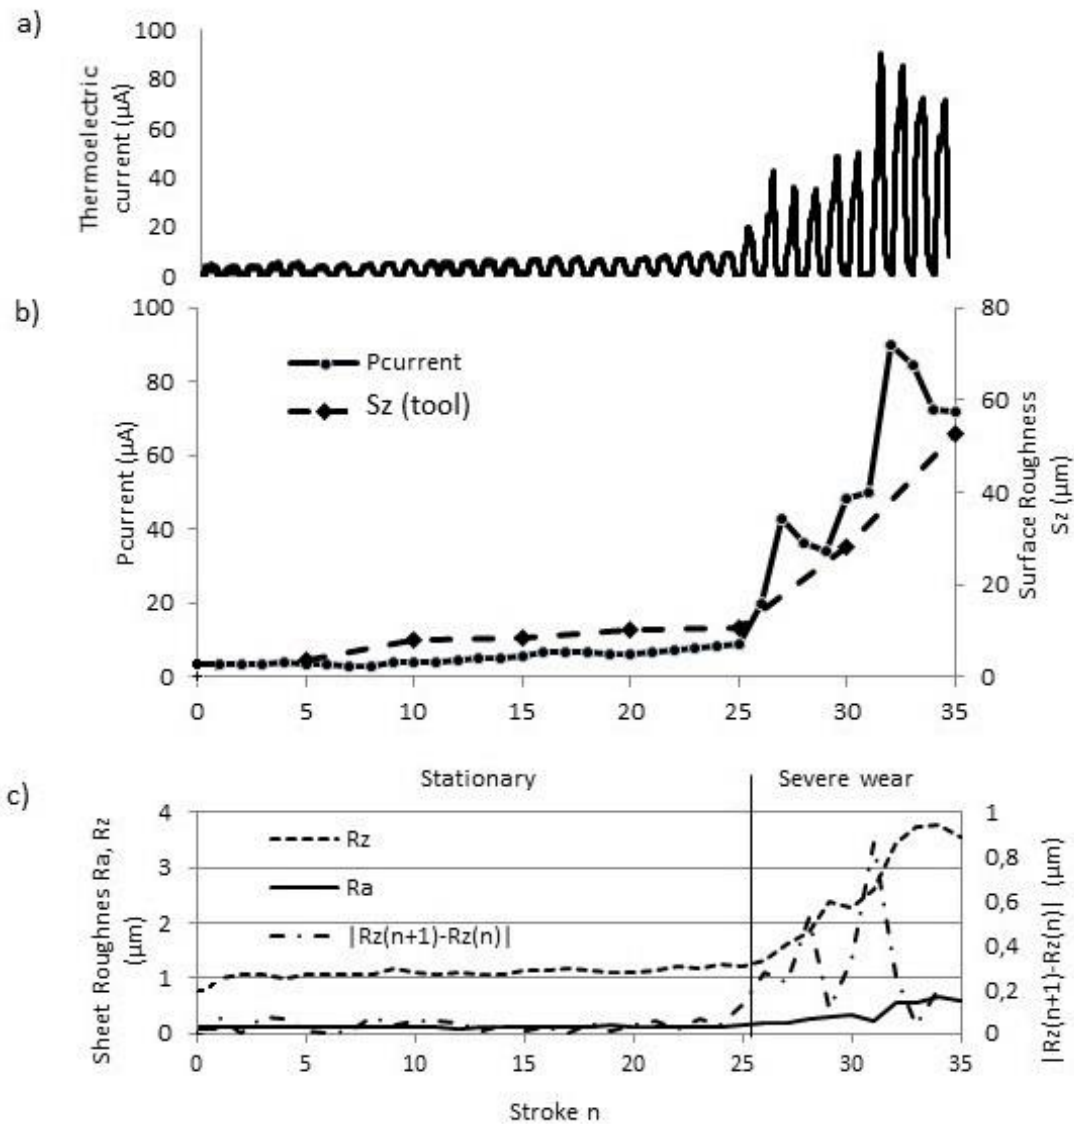 a)
Thermoelectric
current (µA)
100
80
60
40
20
0
b)
Pcurrent (µA)
100
80
60
40
20
0
Pcurrent
Sz (tool)
80
60
40
20
0
Surface Roughness
Sz (µm)
0 5 10 15 20 25 30 35
c)
Stationary Severe wear
Sheet Roughnes Ra, Rz
(µm)
4
3
2
1
0
Rz
Ra
|Rz(n+1)-Rz(n)|
1
0,8
0,6
0,4
0,2
0
|Rz(n+1)-Rz(n)| (µm)
0 5 10 15 20 25 30 35
Stroke n